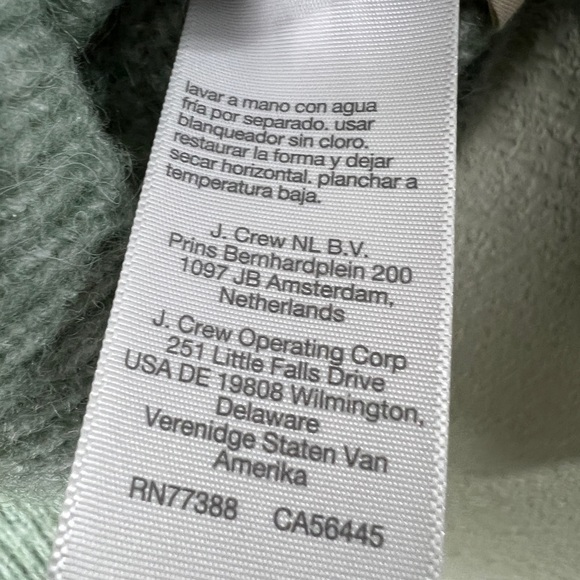 lavar a mano con agua
fría por separado. usar
blanqueador sin cloro.
restaurar la forma y dejar
secar horizontal. planchar a
temperatura baja.
J. Crew NL B.V.
Prins Bernhardplein 200
1097 JB Amsterdam,
Netherlands
J. Crew Operating Corp
251 Little Falls Drive
USA DE 19808 Wilmington,
Delaware
Verenidge Staten Van
Amerika
RN77388 CA56445